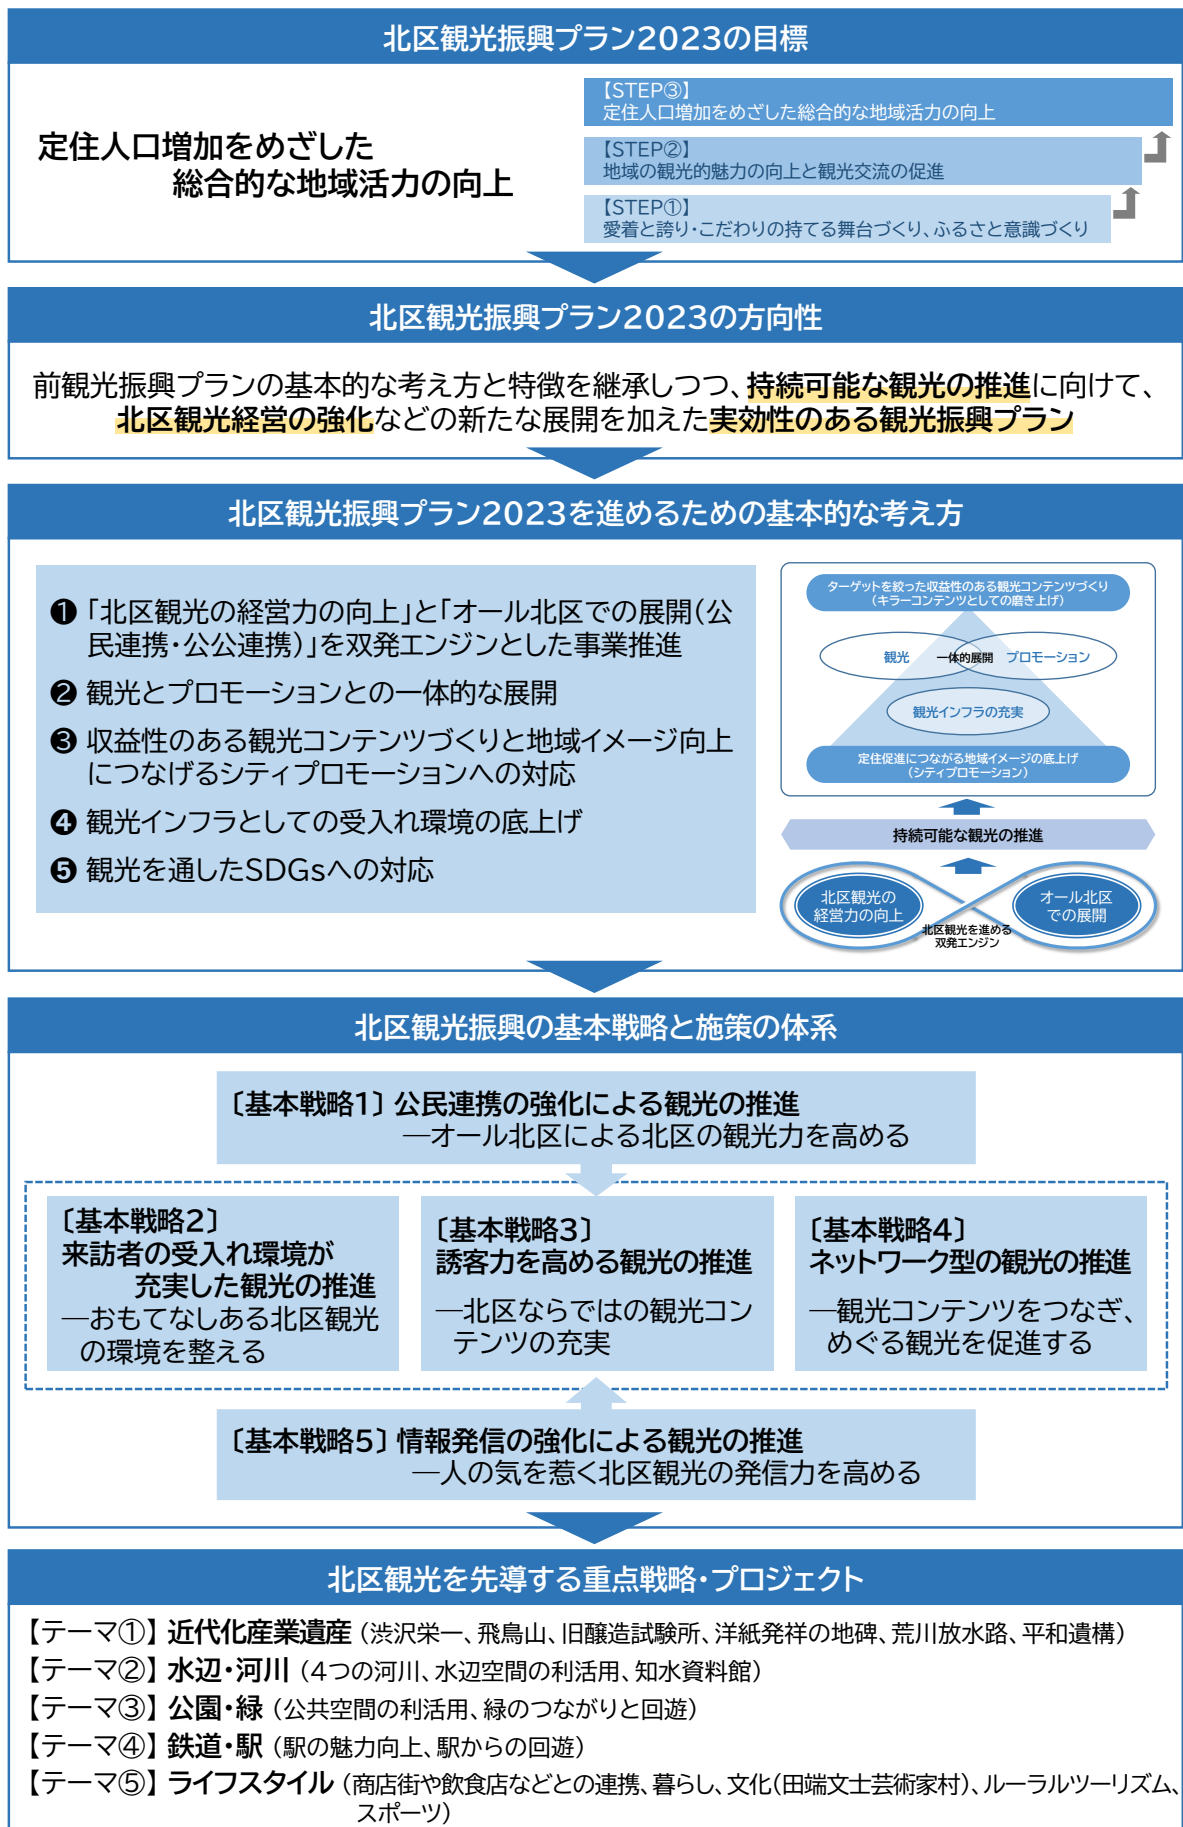 北区観光振興プラン2023の目標
定住人口増加をめざした
総合的な地域活力の向上
【STEP③】
定住人口増加をめざした総合的な地域活力の向上
【STEP②】
地域の観光的魅力の向上と観光交流の促進
【STEP①】
愛着と誇り・こだわりの持てる舞台づくり、ふるさと意識づくり
北区観光振興プラン2023の方向性
前観光振興プランの基本的な考え方と特徴を継承しつつ、持続可能な観光の推進に向けて、
北区観光経営の強化などの新たな展開を加えた実効性のある観光振興プラン
北区観光振興プラン2023を進めるための基本的な考え方
❶「北区観光の経営力の向上」と「オール北区での展開(公
民連携・公公連携)」を双発エンジンとした事業推進
❷ 観光とプロモーションとの一体的な展開
❸ 収益性のある観光コンテンツづくりと地域イメージ向上
につなげるシティプロモーションへの対応
❹ 観光インフラとしての受入れ環境の底上げ
❺ 観光を通したSDGsへの対応
ターゲットを絞った収益性のある観光コンテンツづくり
(キラーコンテンツとしての磨き上げ)
観光 一体的展開 プロモーション
観光インフラの充実
定住促進につながる地域イメージの底上げ
(シティプロモーション)
持続可能な観光の推進
北区観光の
経営力の向上
オール北区
での展開
北区観光を進める
双発エンジン
北区観光振興の基本戦略と施策の体系
〔基本戦略1〕公民連携の強化による観光の推進
―オール北区による北区の観光力を高める
〔基本戦略2〕
来訪者の受入れ環境が
充実した観光の推進
―おもてなしある北区観光
の環境を整える
〔基本戦略3〕
誘客力を高める観光の推進
―北区ならではの観光コン
テンツの充実
〔基本戦略4〕
ネットワーク型の観光の推進
―観光コンテンツをつなぎ、
めぐる観光を促進する
〔基本戦略5〕情報発信の強化による観光の推進
―人の気を惹く北区観光の発信力を高める
北区観光を先導する重点戦略・プロジェクト
【テーマ①】近代化産業遺産（渋沢栄一、飛鳥山、旧醸造試験所、洋紙発祥の地碑、荒川放水路、平和遺構）
【テーマ②】水辺・河川（4つの河川、水辺空間の利活用、知水資料館）
【テーマ③】公園・緑（公共空間の利活用、緑のつながりと回遊）
【テーマ④】鉄道・駅（駅の魅力向上、駅からの回遊）
【テーマ⑤】ライフスタイル（商店街や飲食店などとの連携、暮らし、文化(田端文士芸術家村)、ルーラルツーリズム、
スポーツ）